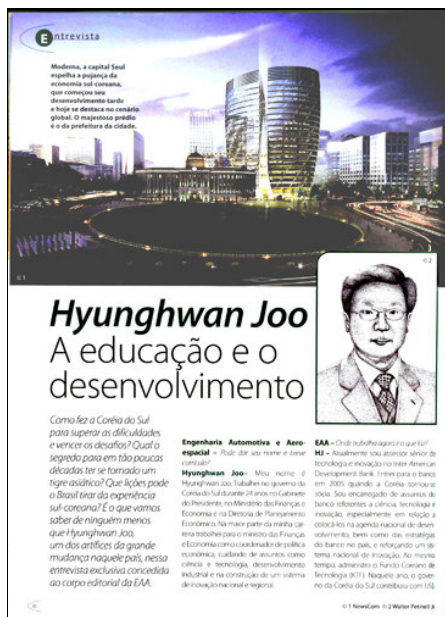 Entrevista
Moderna, a capital Seul
espelha a pujança da
economia sul-coreana,
que começou seu
desenvolvimento tarde
e hoje se destaca no cenário
global. O majestoso prédio
é o da prefeitura da cidade.
© 1
© 2
Hyunghwan Joo
A educação e o
desenvolvimento
Como fez a Coréia do Sul
para superar as dificuldades
e vencer os desafios? Qual o
segredo para em tão poucas
décadas ter se tornado um
tigre asiático? Que lições pode
o Brasil tirar da experiência
sul-coreana? É o que vamos
saber de ninguém menos
que Hyunghwan Joo,
um dos artífices da grande
mudança naquele país, nessa
entrevista exclusiva concedida
ao corpo editorial da EAA.
Engenharia Automotiva e Aero-
espacial – Pode dar seu nome e breve
currículo?
Hyunghwan Joo– Meu nome é
Hyunghwan Joo. Trabalhei no governo da
Coréia do Sul durante 24 anos no Gabinete
do Presidente, no Ministério das Finanças e
Economia e na Diretoria de Planejamento
Econômico. Na maior parte da minha car-
reira trabalhei para o ministro das Finanças
e Economia como coordenador de política
econômica, cuidando de assuntos como
ciência e tecnologia, desenvolvimento
industrial e na construção de um sistema
de inovação nacional e regional.
EAA – Onde trabalha agora e o que faz?
HJ – Atualmente sou assessor sênior de
tecnologia e inovação no Inter American
Development Bank. Entrei para o banco
em 2005 quando a Coréia tornou-se
sócia. Sou encarregado de assuntos do
banco referentes a ciência, tecnologia e
inovação, especialmente em relação a
colocá-los na agenda nacional de desen-
volvimento, bem como das estratégias
do banco no país, e reforçando um sis-
tema nacional de inovação. Ao mesmo
tempo, administro o Fundo Coreano de
Tecnologia (KTF). Naquele ano, o gover-
no da Coréia do Sul contribuiu com US$
© 1 NewsCom © 2 Walter Petinell Jr.